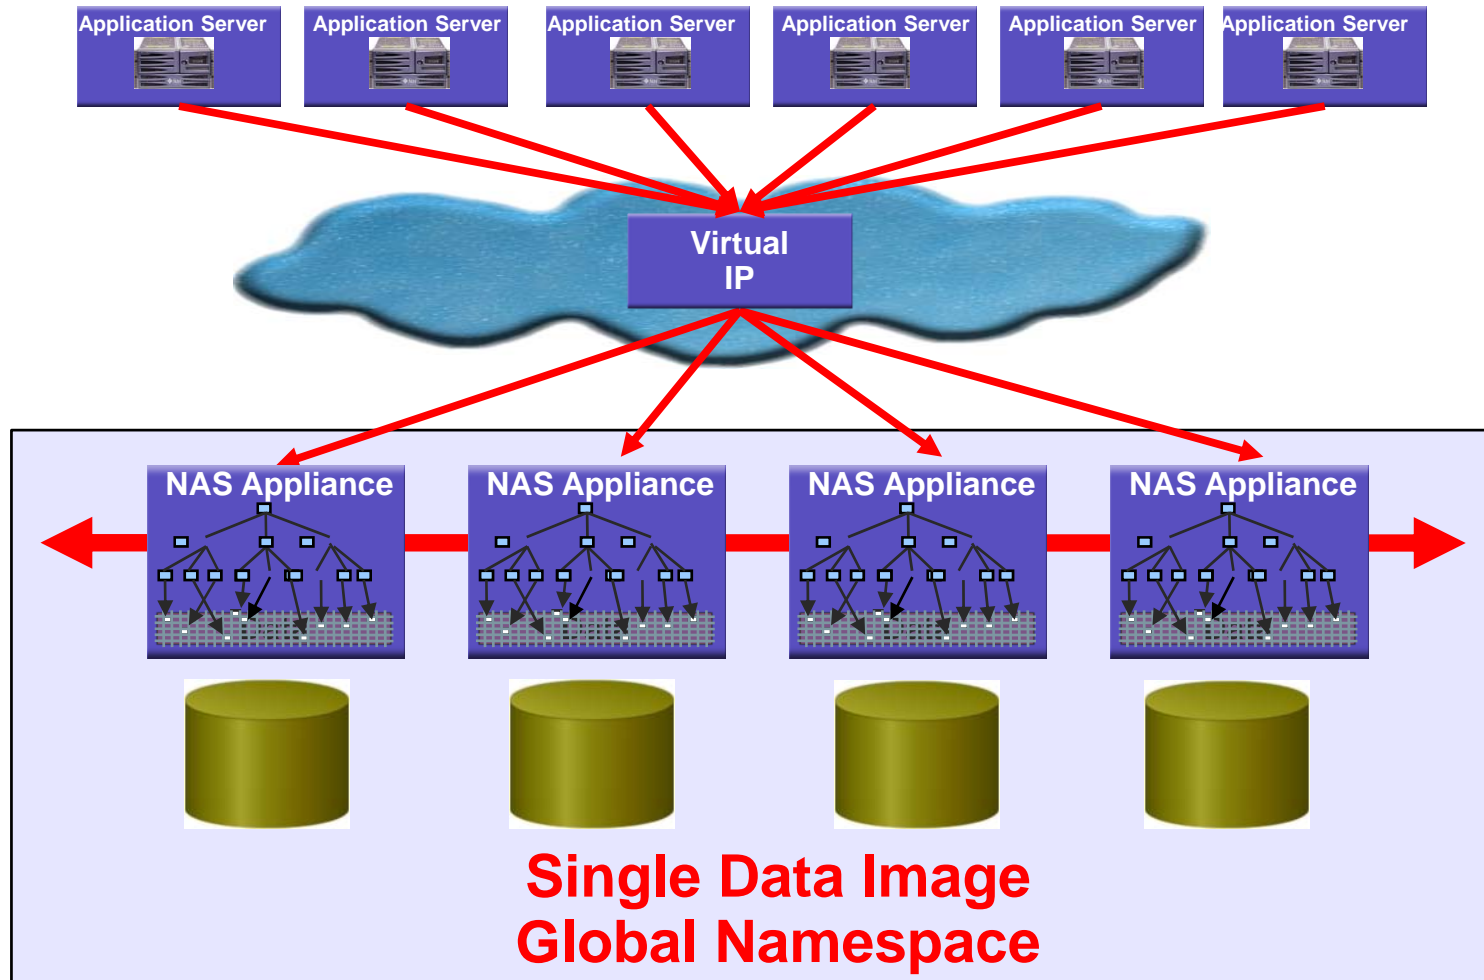 Application Server
Application Server
Application Server
Application Server
Application Server
Application Server
Virtual
IP
NAS Appliance
NAS Appliance
NAS Appliance
NAS Appliance
Single Data Image
Global Namespace